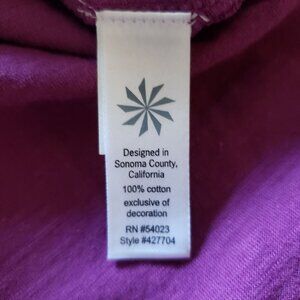 Designed in
Sonoma County,
California
100% cotton
exclusive of
decoration
RN #54023
Style #427704